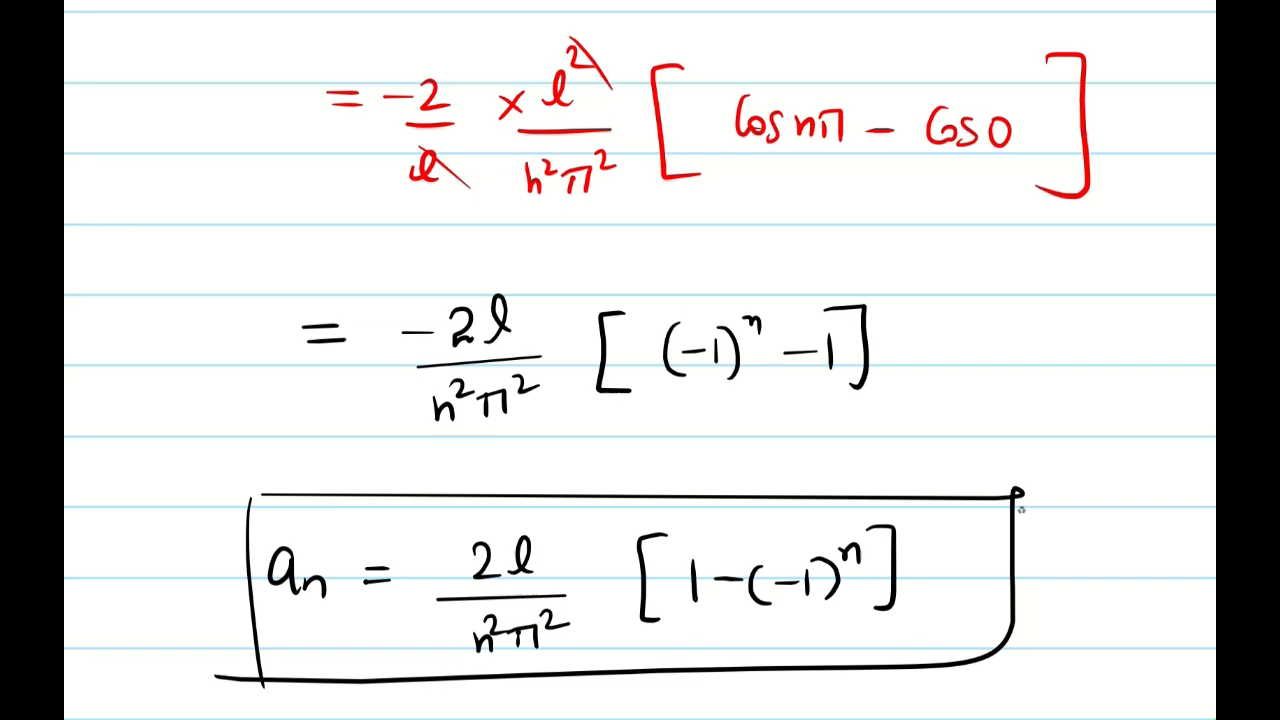 = -2/l × l²/n²π² [ Cos nπ - Cos 0 ]
= -2l/n²π² [ (-1)ⁿ - 1 ]
aₙ = 2l/n²π² [ 1 - (-1)ⁿ ]